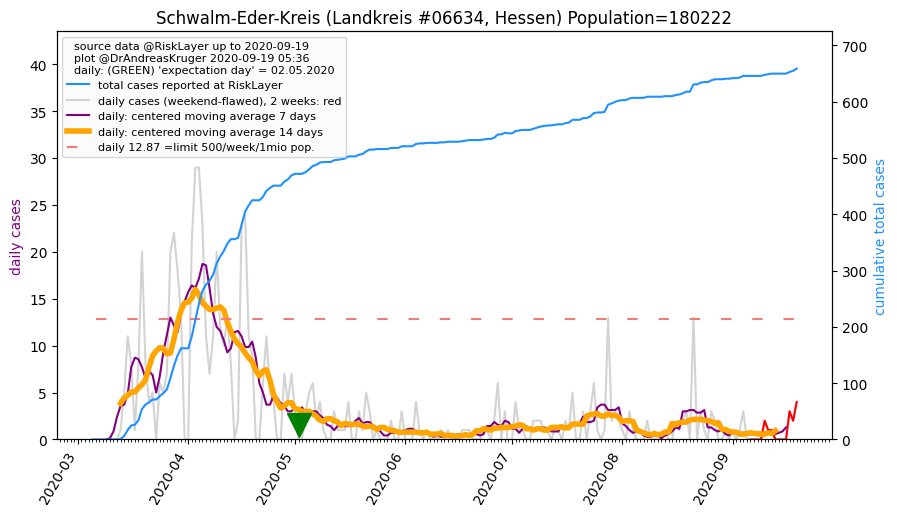 Schwalm-Eder-Kreis (Landkreis #06634, Hessen) Population=180222
source data @RiskLayer up to 2020-09-19
plot @DrAndreasKruger 2020-09-19 05:36
daily: (GREEN) 'expectation day' = 02.05.2020
total cases reported at RiskLayer
daily cases (weekend-flawed), 2 weeks: red
daily: centered moving average 7 days
daily: centered moving average 14 days
daily 12.87 =limit 500/week/1mio pop.
daily cases
40
35
30
25
20
15
10
5
0
cumulative total cases
700
600
500
400
300
200
100
0
2020-03
2020-04
2020-05
2020-06
2020-07
2020-08
2020-09